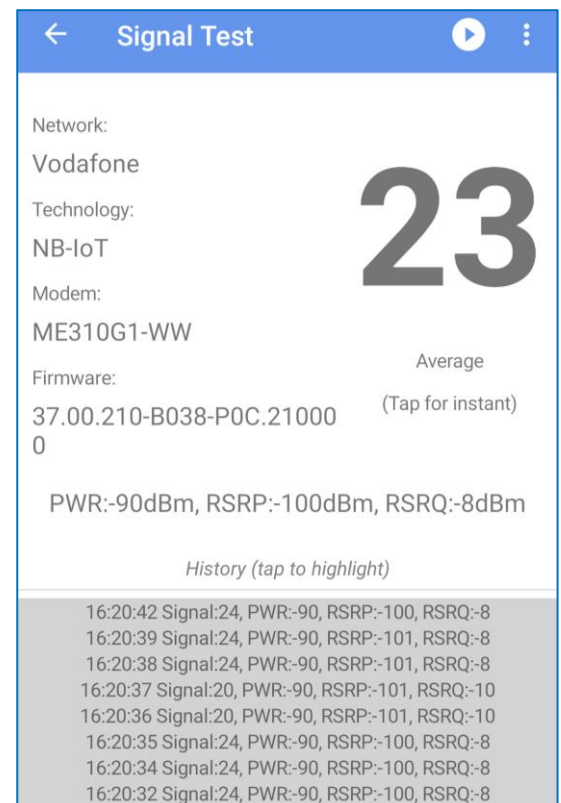 Signal Test
Network:
Vodafone
Technology:
NB-IoT
Modem:
ME310G1-WW
Firmware:
37.00.210-B038-P0C.21000
0
23
Average
(Tap for instant)
PWR:-90dBm, RSRP:-100dBm, RSRQ:-8dBm
History (tap to highlight)
16:20:42 Signal:24, PWR:-90, RSRP:-100, RSRQ:-8
16:20:39 Signal:24, PWR:-90, RSRP:-101, RSRQ:-8
16:20:38 Signal:24, PWR:-90, RSRP:-101, RSRQ:-8
16:20:37 Signal:20, PWR:-90, RSRP:-101, RSRQ:-10
16:20:36 Signal:20, PWR:-90, RSRP:-101, RSRQ:-10
16:20:35 Signal:24, PWR:-90, RSRP:-100, RSRQ:-8
16:20:34 Signal:24, PWR:-90, RSRP:-100, RSRQ:-8
16:20:32 Signal:24, PWR:-90, RSRP:-100, RSRQ:-8